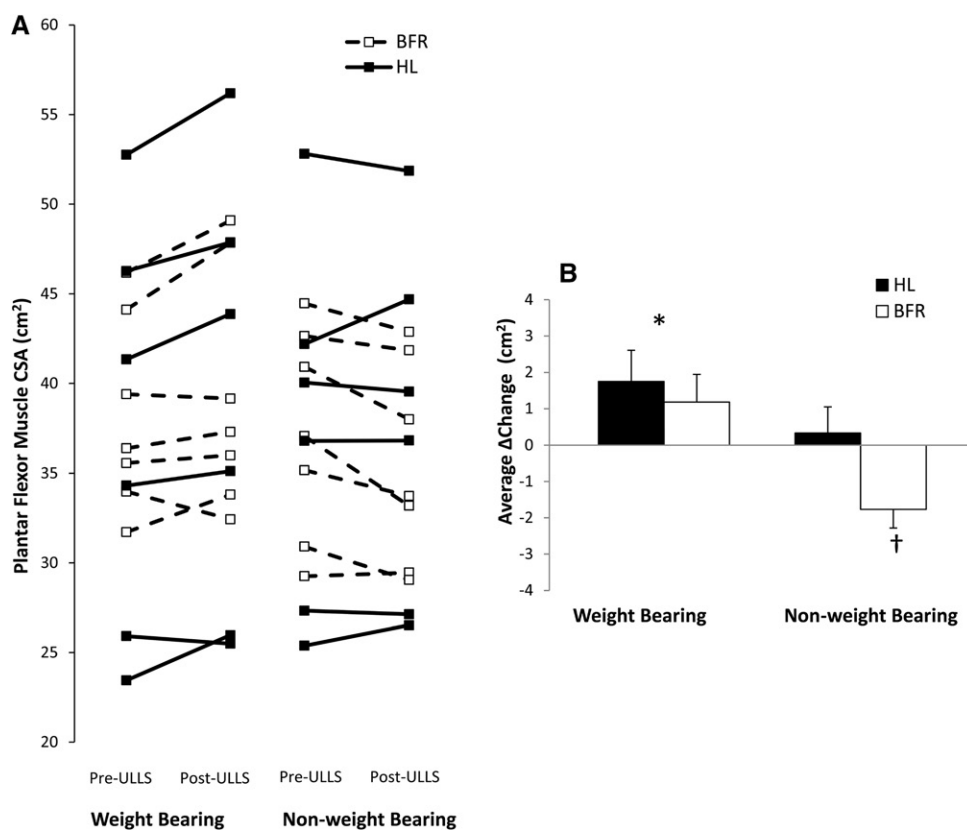 A
60
BFR
HL
55
50
45
40
35
30
25
20
Plantar Flexor Muscle CSA (cm²)
Pre-ULLS Post-ULLS Pre-ULLS Post-ULLS
Weight Bearing Non-weight Bearing
B
HL
BFR
4
3
2
1
0
-1
-2
-3
-4
Average ΔChange (cm²)
*
†
Weight Bearing Non-weight Bearing